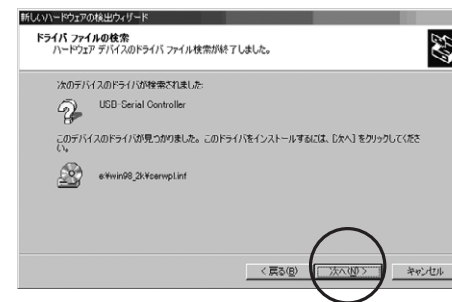 新しいハードウェアの検出ウィザード
ドライバ ファイルの検索
ハードウェア デバイスのドライバ ファイル検索が終了しました。
次のデバイスのドライバが検索されました:
USB-Serial Controller
このデバイスのドライバが見つかりました。このドライバをインストールするには、[次へ] をクリックしてくださ
い。
e:¥win98_2k¥serwpl.inf
< 戻る(B)
次へ(N) >
キャンセル